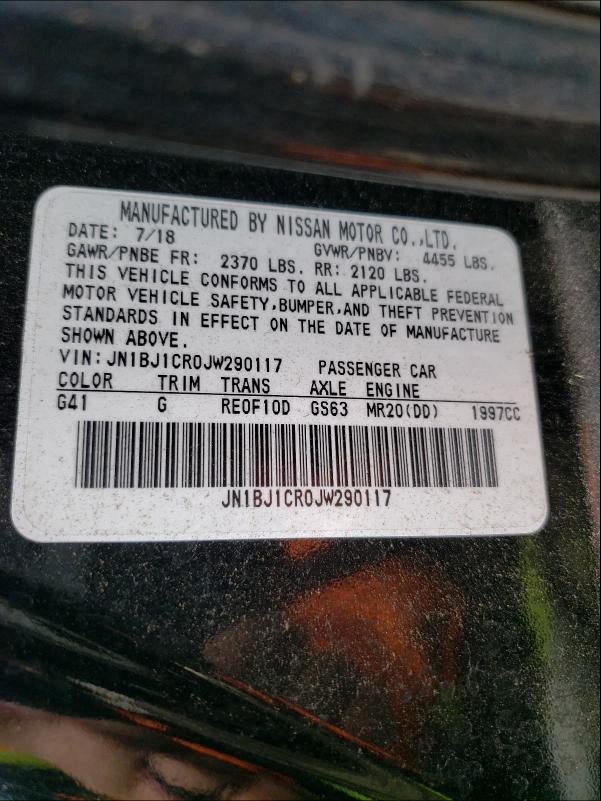 MANUFACTURED BY NISSAN MOTOR CO.,LTD.
DATE: 7/18 GVWR/PNBV: 4455 LBS.
GAWR/PNBE FR: 2370 LBS. RR: 2120 LBS.
THIS VEHICLE CONFORMS TO ALL APPLICABLE FEDERAL
MOTOR VEHICLE SAFETY,BUMPER,AND THEFT PREVENTION
STANDARDS IN EFFECT ON THE DATE OF MANUFACTURE
SHOWN ABOVE.
VIN: JN1BJ1CR0JW290117 PASSENGER CAR
COLOR TRIM TRANS AXLE ENGINE
G41 G RE0F10D GS63 MR20(DD) 1997CC
JN1BJ1CR0JW290117